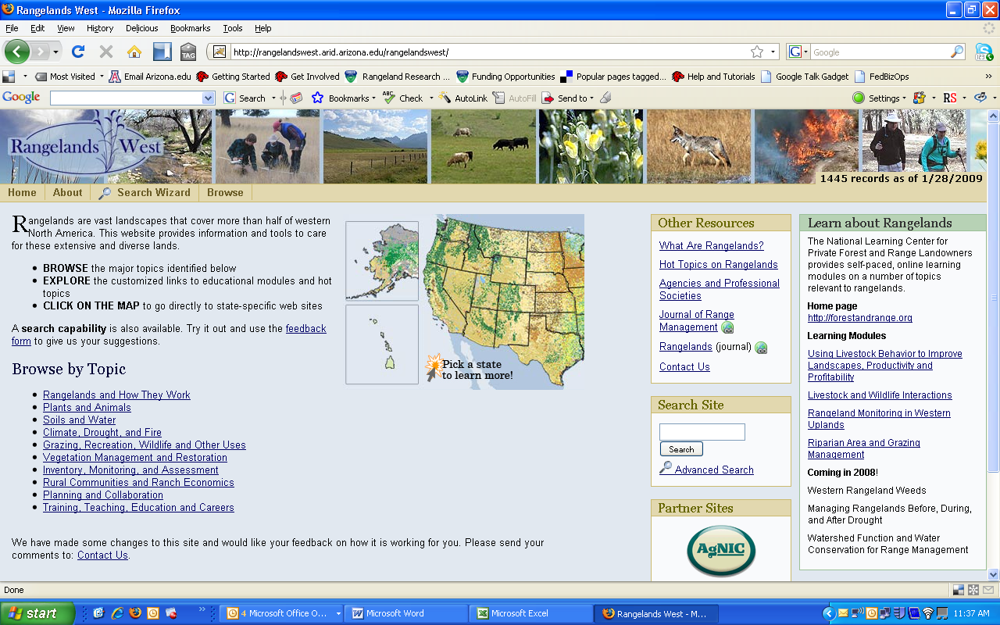 Rangelands West - Mozilla Firefox
File Edit View History Delicious Bookmarks Tools Help
TAG
http://rangelandswest.arid.arizona.edu/rangelandswest/
Google
Most Visited
Email Arizona.edu
Getting Started
Get Involved
Rangeland Research ...
Funding Opportunities
Popular pages tagged...
Help and Tutorials
Google Talk Gadget
FedBizOps
Google
Search
Bookmarks
Check
AutoLink
AutoFill
Send to
Settings
RS
Rangelands West
1445 records as of 1/28/2009
Home
About
Search Wizard
Browse
Rangelands are vast landscapes that cover more than half of western
North America. This website provides information and tools to care
for these extensive and diverse lands.
BROWSE the major topics identified below
EXPLORE the customized links to educational modules and hot
topics
CLICK ON THE MAP to go directly to state-specific web sites
A search capability is also available. Try it out and use the feedback
form to give us your suggestions.
Browse by Topic
Rangelands and How They Work
Plants and Animals
Soils and Water
Climate, Drought, and Fire
Grazing, Recreation, Wildlife and Other Uses
Vegetation Management and Restoration
Inventory, Monitoring, and Assessment
Rural Communities and Ranch Economics
Planning and Collaboration
Training, Teaching, Education and Careers
We have made some changes to this site and would like your feedback on how it is working for you. Please send your
comments to: Contact Us.
Pick a state
to learn more!
Other Resources
What Are Rangelands?
Hot Topics on Rangelands
Agencies and Professional
Societies
Journal of Range
Management
Rangelands (journal)
Contact Us
Search Site
Search
Advanced Search
Partner Sites
AgNIC
Learn about Rangelands
The National Learning Center for
Private Forest and Range Landowners
provides self-paced, online learning
modules on a number of topics
relevant to rangelands.
Home page
http://forestandrange.org
Learning Modules
Using Livestock Behavior to Improve
Landscapes, Productivity and
Profitability
Livestock and Wildlife Interactions
Rangeland Monitoring in Western
Uplands
Riparian Area and Grazing
Management
Coming in 2008!
Western Rangeland Weeds
Managing Rangelands Before, During,
and After Drought
Watershed Function and Water
Conservation for Range Management
Done
start
4 Microsoft Office O...
Microsoft Word
Microsoft Excel
Rangelands West - M...
11:37 AM